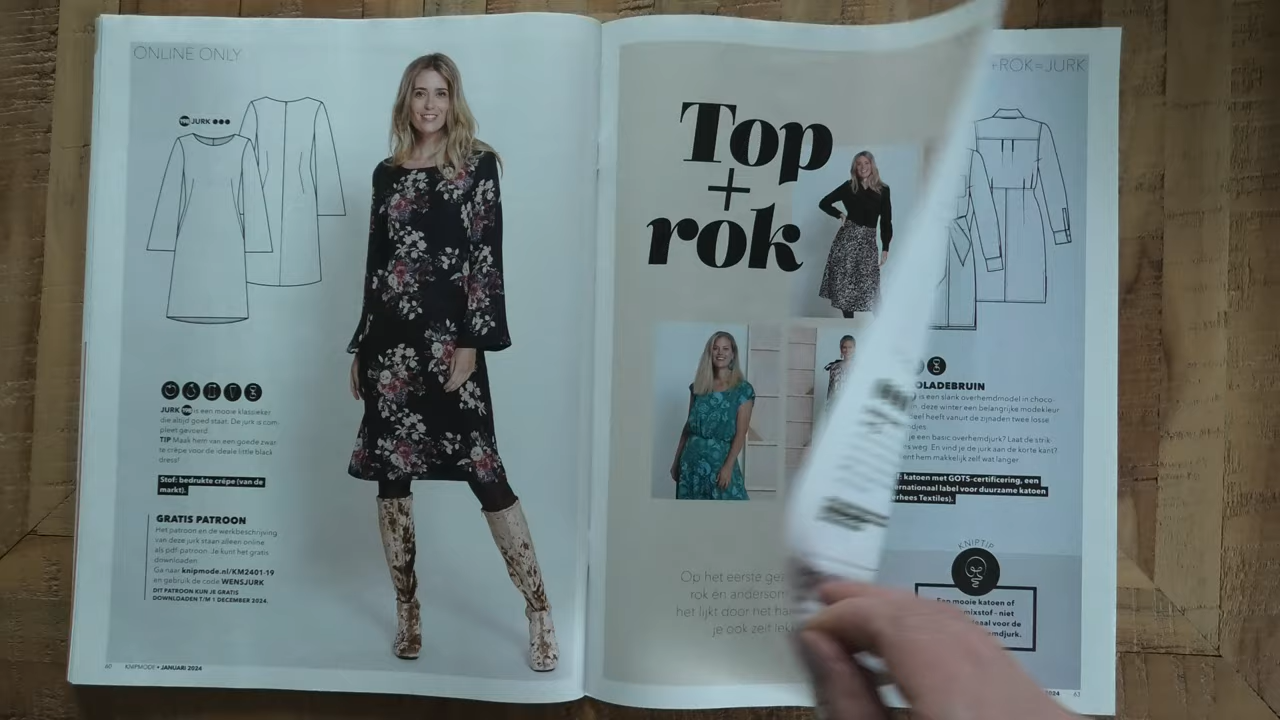 ONLINE ONLY
JURK
JURK is een mooie klassieker
die altijd goed staat. De jurk is com-
pleet gevoerd.
TIP Maak hem van een goede zwar-
te crêpe voor de ideale little black
dress!
Stof: bedrukte crêpe (van de
markt).
GRATIS PATROON
Het patroon en de werkbeschrijving
van deze jurk staan alleen online
als pdf-patroon. Je kunt het gratis
downloaden.
Ga naar knipmode.nl/KM2401-19
en gebruik de code WENSJURK
DIT PATROON KUN JE GRATIS
DOWNLOADEN T/M 1 DECEMBER 2024.
60 KNIPMODE • JANUARI 2024
Top
+
rok
Op het eerste
rok én
het lijkt door het
je ook zelf
+ROK=JURK
OLADEBRUIN
is een slank overhemdmodel in choco-
deze winter een belangrijke modekleur
heeft vanuit de zijnaden twee losse
je een basic overhemdjurk? Laat de strik
weg. En vind je de jurk aan de korte kant?
hem makkelijk zelf wat langer.
katoen met GOTS-certificering, een
label voor duurzame katoen
Textiles).
KNIPTIP
Een mooie katoen of
- niet
voor de
2024 63